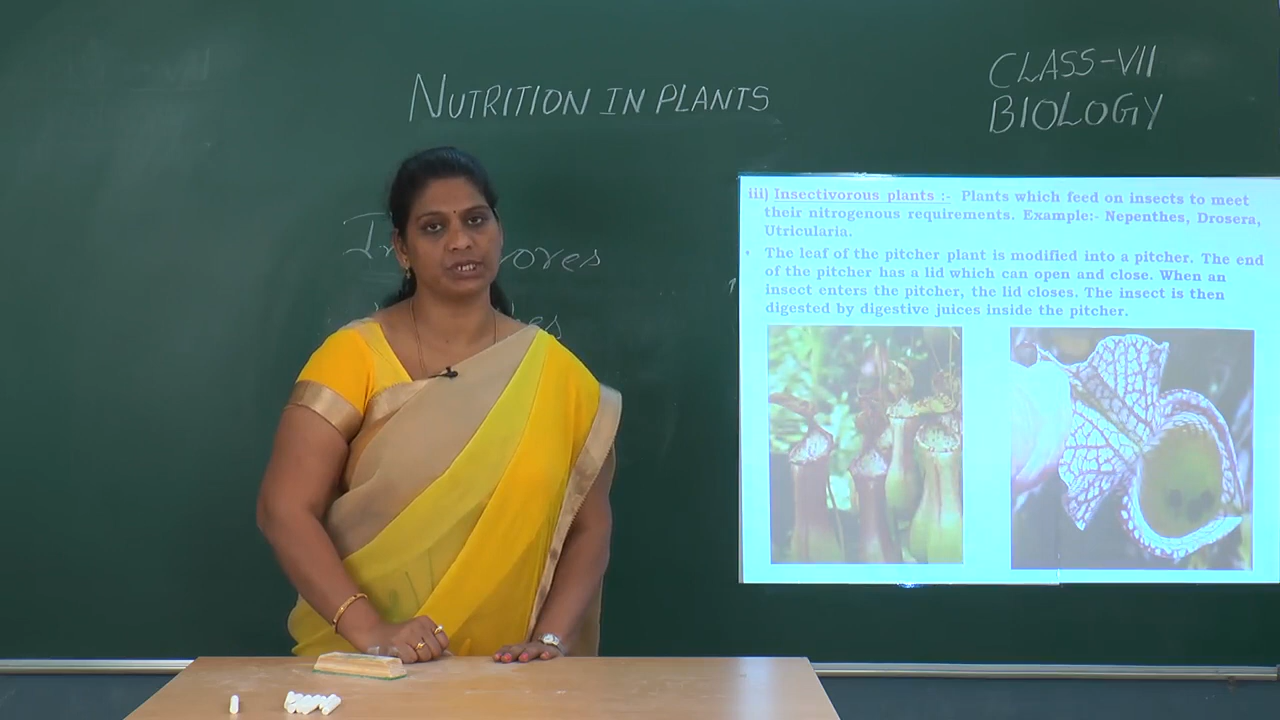 NUTRITION IN PLANTS
CLASS-VII
BIOLOGY
iii) Insectivorous plants :- Plants which feed on insects to meet
their nitrogenous requirements. Example:- Nepenthes, Drosera,
Utricularia.
The leaf of the pitcher plant is modified into a pitcher. The end
of the pitcher has a lid which can open and close. When an
insect enters the pitcher, the lid closes. The insect is then
digested by digestive juices inside the pitcher.